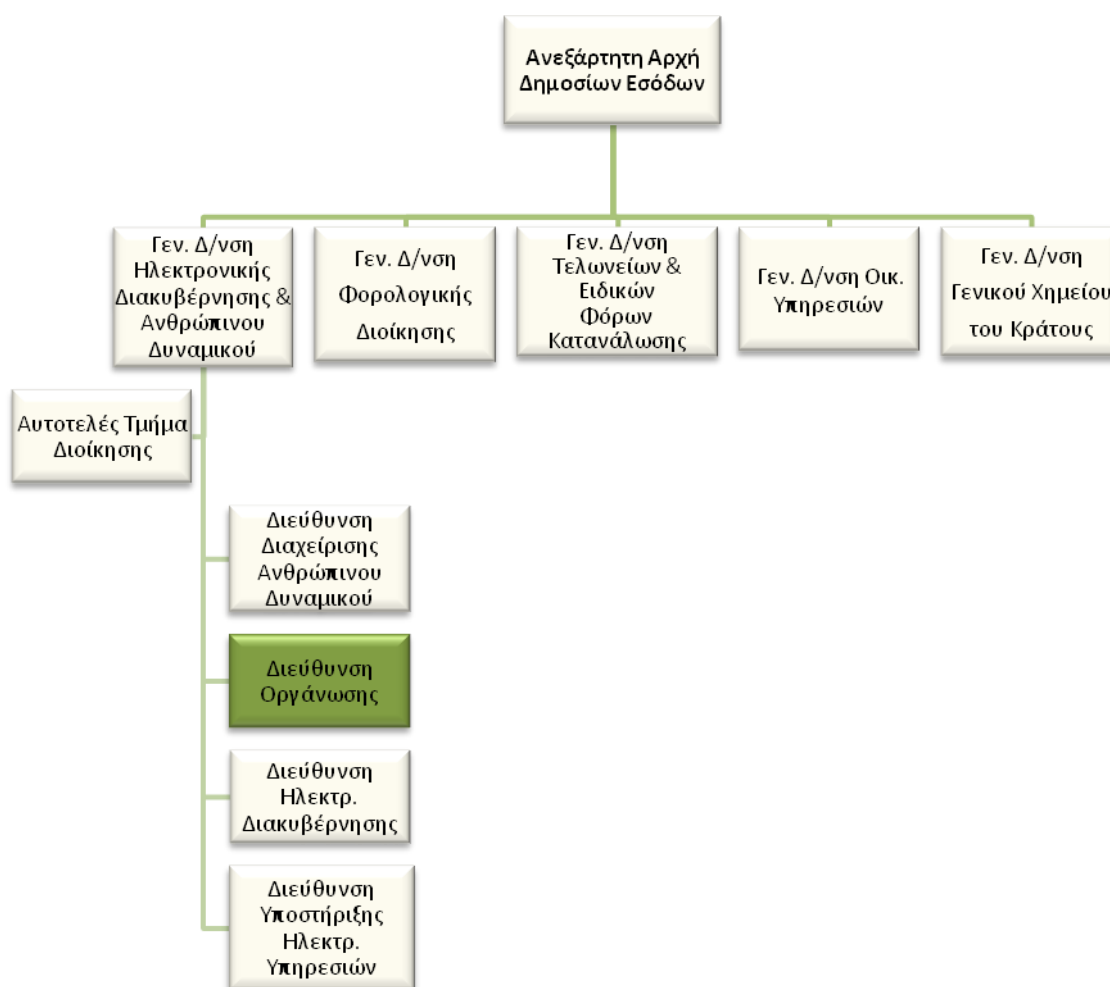 Ανεξάρτητη Αρχή
Δημοσίων Εσόδων
Γεν. Δ/νση
Ηλεκτρονικής
Διακυβέρνησης &
Ανθρώπινου
Δυναμικού
Γεν. Δ/νση
Φορολογικής
Διοίκησης
Γεν. Δ/νση
Τελωνείων &
Ειδικών
Φόρων
Κατανάλωσης
Γεν. Δ/νση Οικ.
Υπηρεσιών
Γεν. Δ/νση
Γενικού Χημείου
του Κράτους
Αυτοτελές Τμήμα
Διοίκησης
Διεύθυνση
Διαχείρισης
Ανθρώπινου
Δυναμικού
Διεύθυνση
Οργάνωσης
Διεύθυνση
Ηλεκτρ.
Διακυβέρνησης
Διεύθυνση
Υποστήριξης
Ηλεκτρ.
Υπηρεσιών